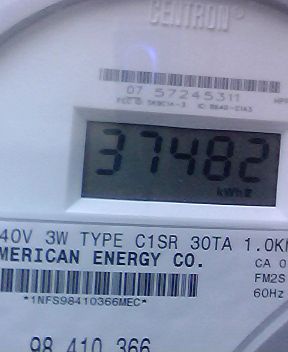 CENTRON®
07 57245311
37482
kWh
40V 3W TYPE C1SR 30TA 1.0K
MERICAN ENERGY CO.
CA 0
FM2S
60Hz
*1NFS98410366MEC*
98 410 366